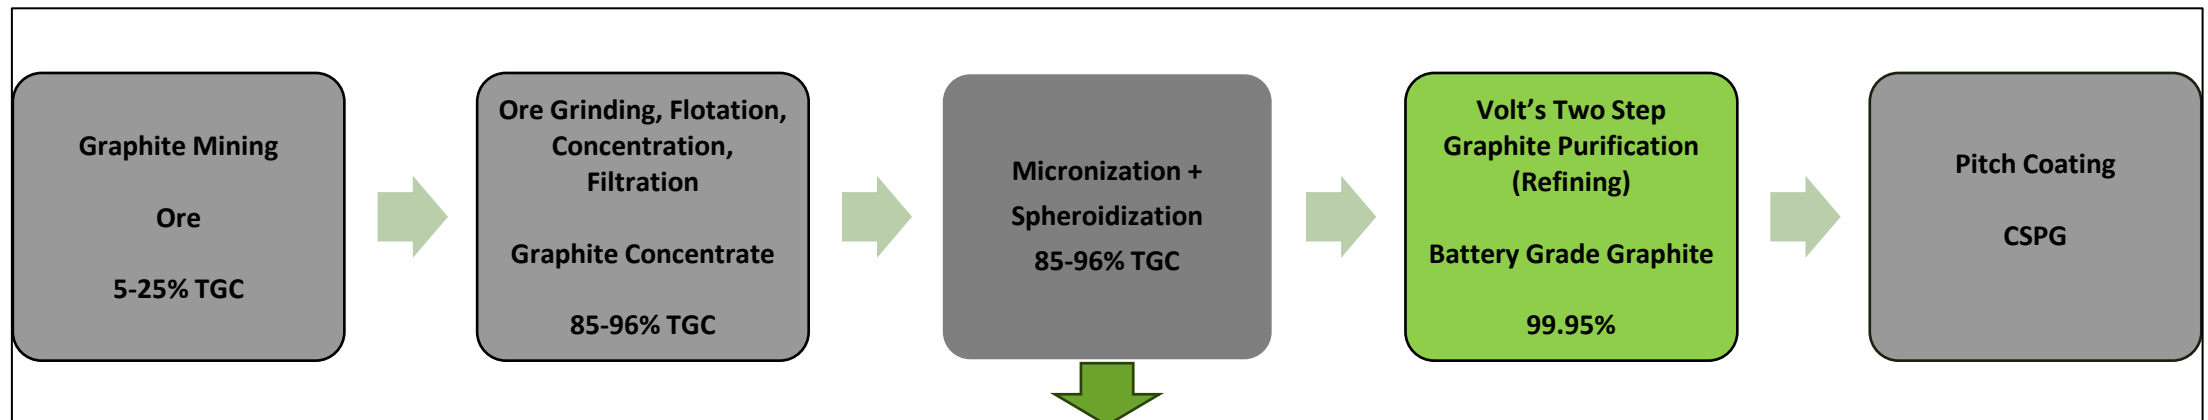 Graphite Mining
Ore
5-25% TGC
Ore Grinding, Flotation,
Concentration,
Filtration
Graphite Concentrate
85-96% TGC
Micronization +
Spheroidization
85-96% TGC
Volt’s Two Step
Graphite Purification
(Refining)
Battery Grade Graphite
99.95%
Pitch Coating
CSPG